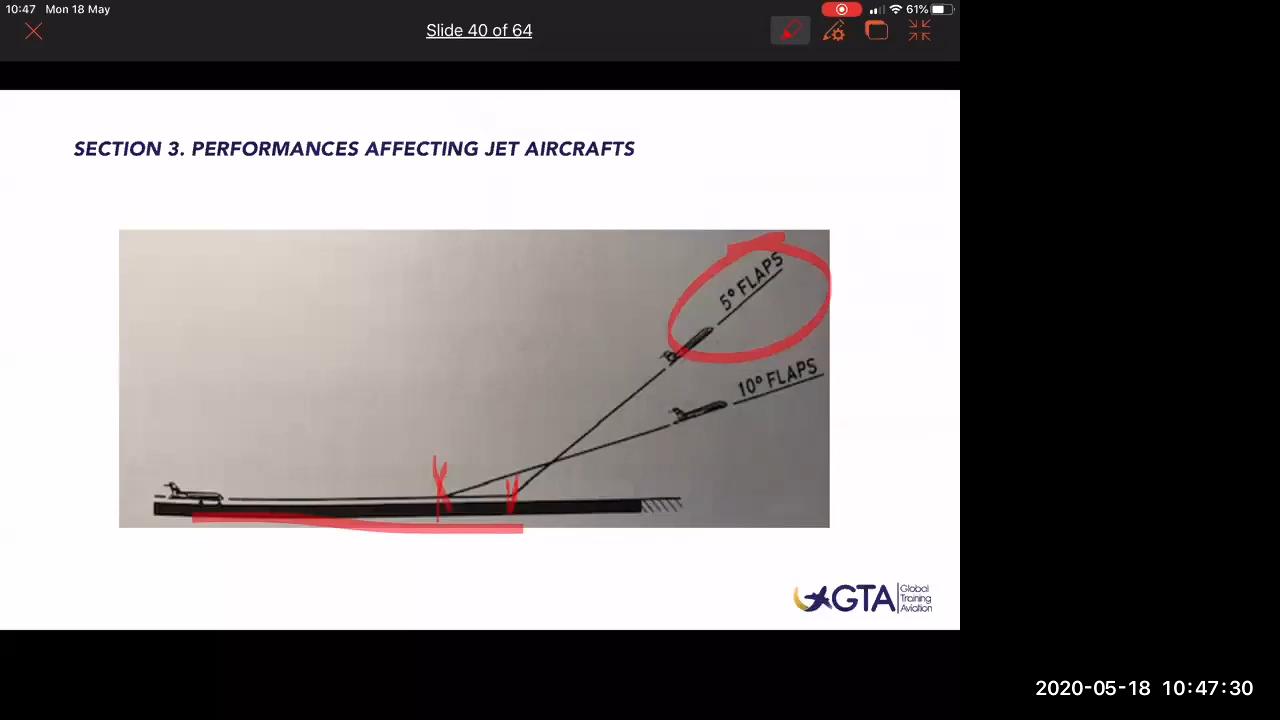 10:47 Mon 18 May
61%
Slide 40 of 64
SECTION 3. PERFORMANCES AFFECTING JET AIRCRAFTS
5° FLAPS
10° FLAPS
GTA Global
Training
Aviation
2020-05-18 10:47:30